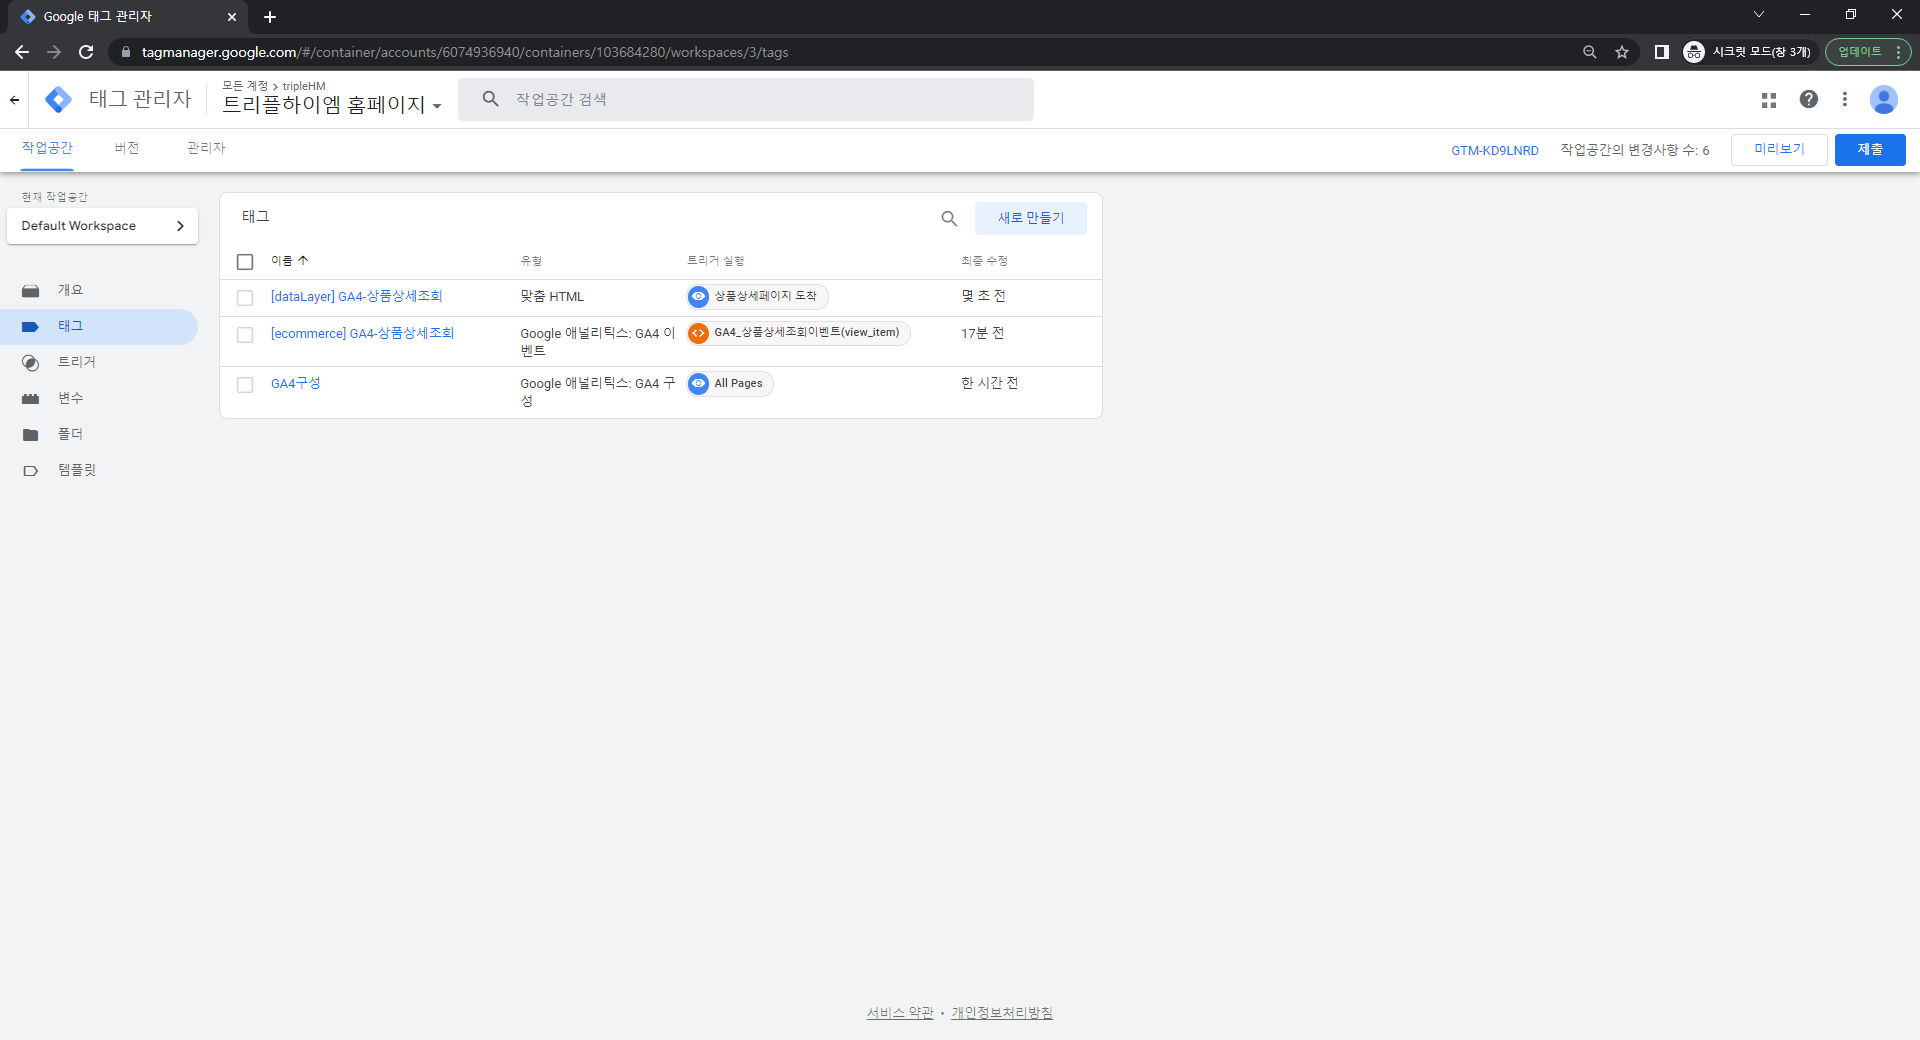 Google 태그 관리자
tagmanager.google.com/#/container/accounts/6074936940/containers/103684280/workspaces/3/tags
시크릿 모드(창 3개)
업데이트
태그 관리자
모든 계정 > tripleHM
트리플하이엠 홈페이지
작업공간 검색
작업공간
버전
관리자
GTM-KD9LNRD
작업공간의 변경사항 수: 6
미리보기
제출
현재 작업공간
Default Workspace
개요
태그
트리거
변수
폴더
템플릿
태그
새로 만들기
이름
유형
트리거 실행
최종 수정
[dataLayer] GA4-상품상세조회
맞춤 HTML
상품상세페이지 도착
몇 초 전
[ecommerce] GA4-상품상세조회
Google 애널리틱스: GA4 이
벤트
GA4_상품상세조회이벤트(view_item)
17분 전
GA4구성
Google 애널리틱스: GA4 구
성
All Pages
한 시간 전
서비스 약관 • 개인정보처리방침